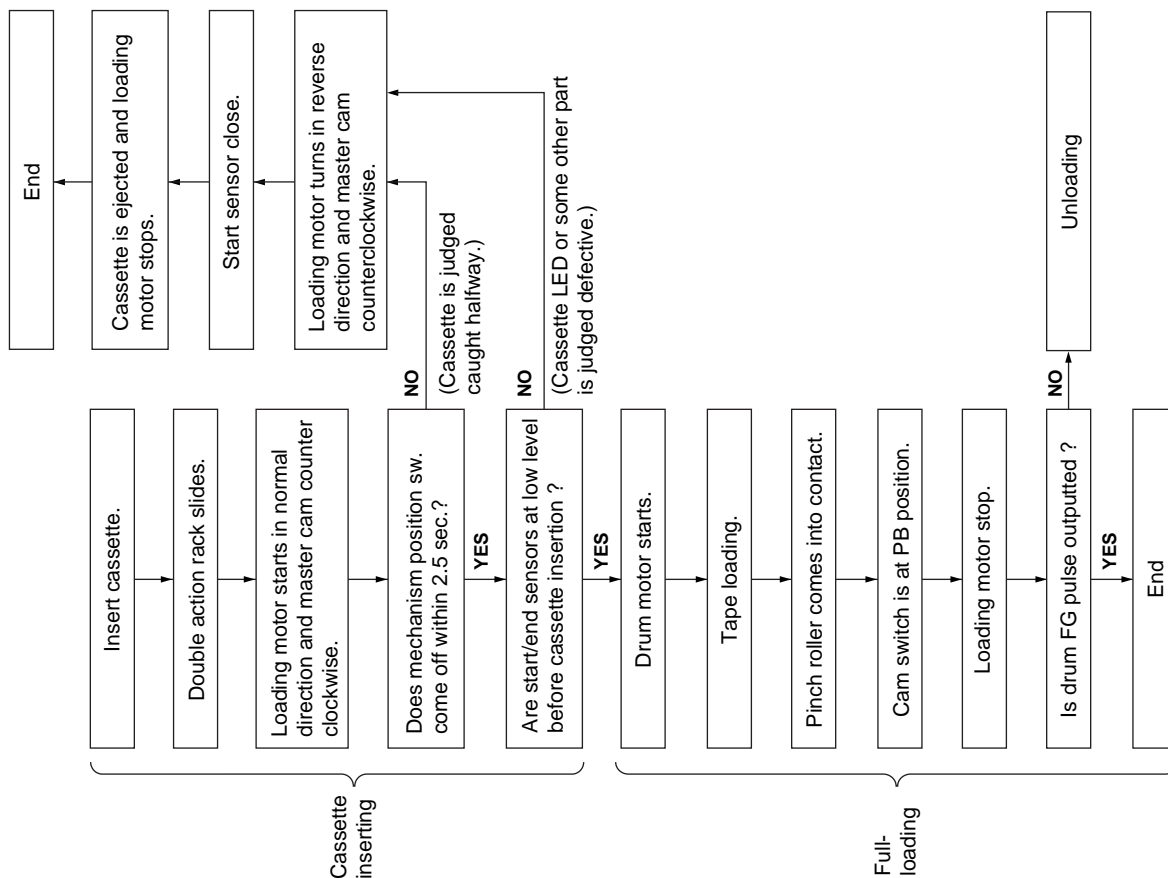 Cassette
inserting
Insert cassette.
Double action rack slides.
Loading motor starts in normal
direction and master cam counter
clockwise.
Does mechanism position sw.
come off within 2.5 sec.?
NO
(Cassette is judged
caught halfway.)
YES
Are start/end sensors at low level
before cassette insertion ?
NO
(Cassette LED or some other part
is judged defective.)
YES
Loading motor turns in reverse
direction and master cam
counterclockwise.
Start sensor close.
Cassette is ejected and loading
motor stops.
End
Full-
loading
Drum motor starts.
Tape loading.
Pinch roller comes into contact.
Cam switch is at PB position.
Loading motor stop.
Is drum FG pulse outputted ?
NO
Unloading
YES
End